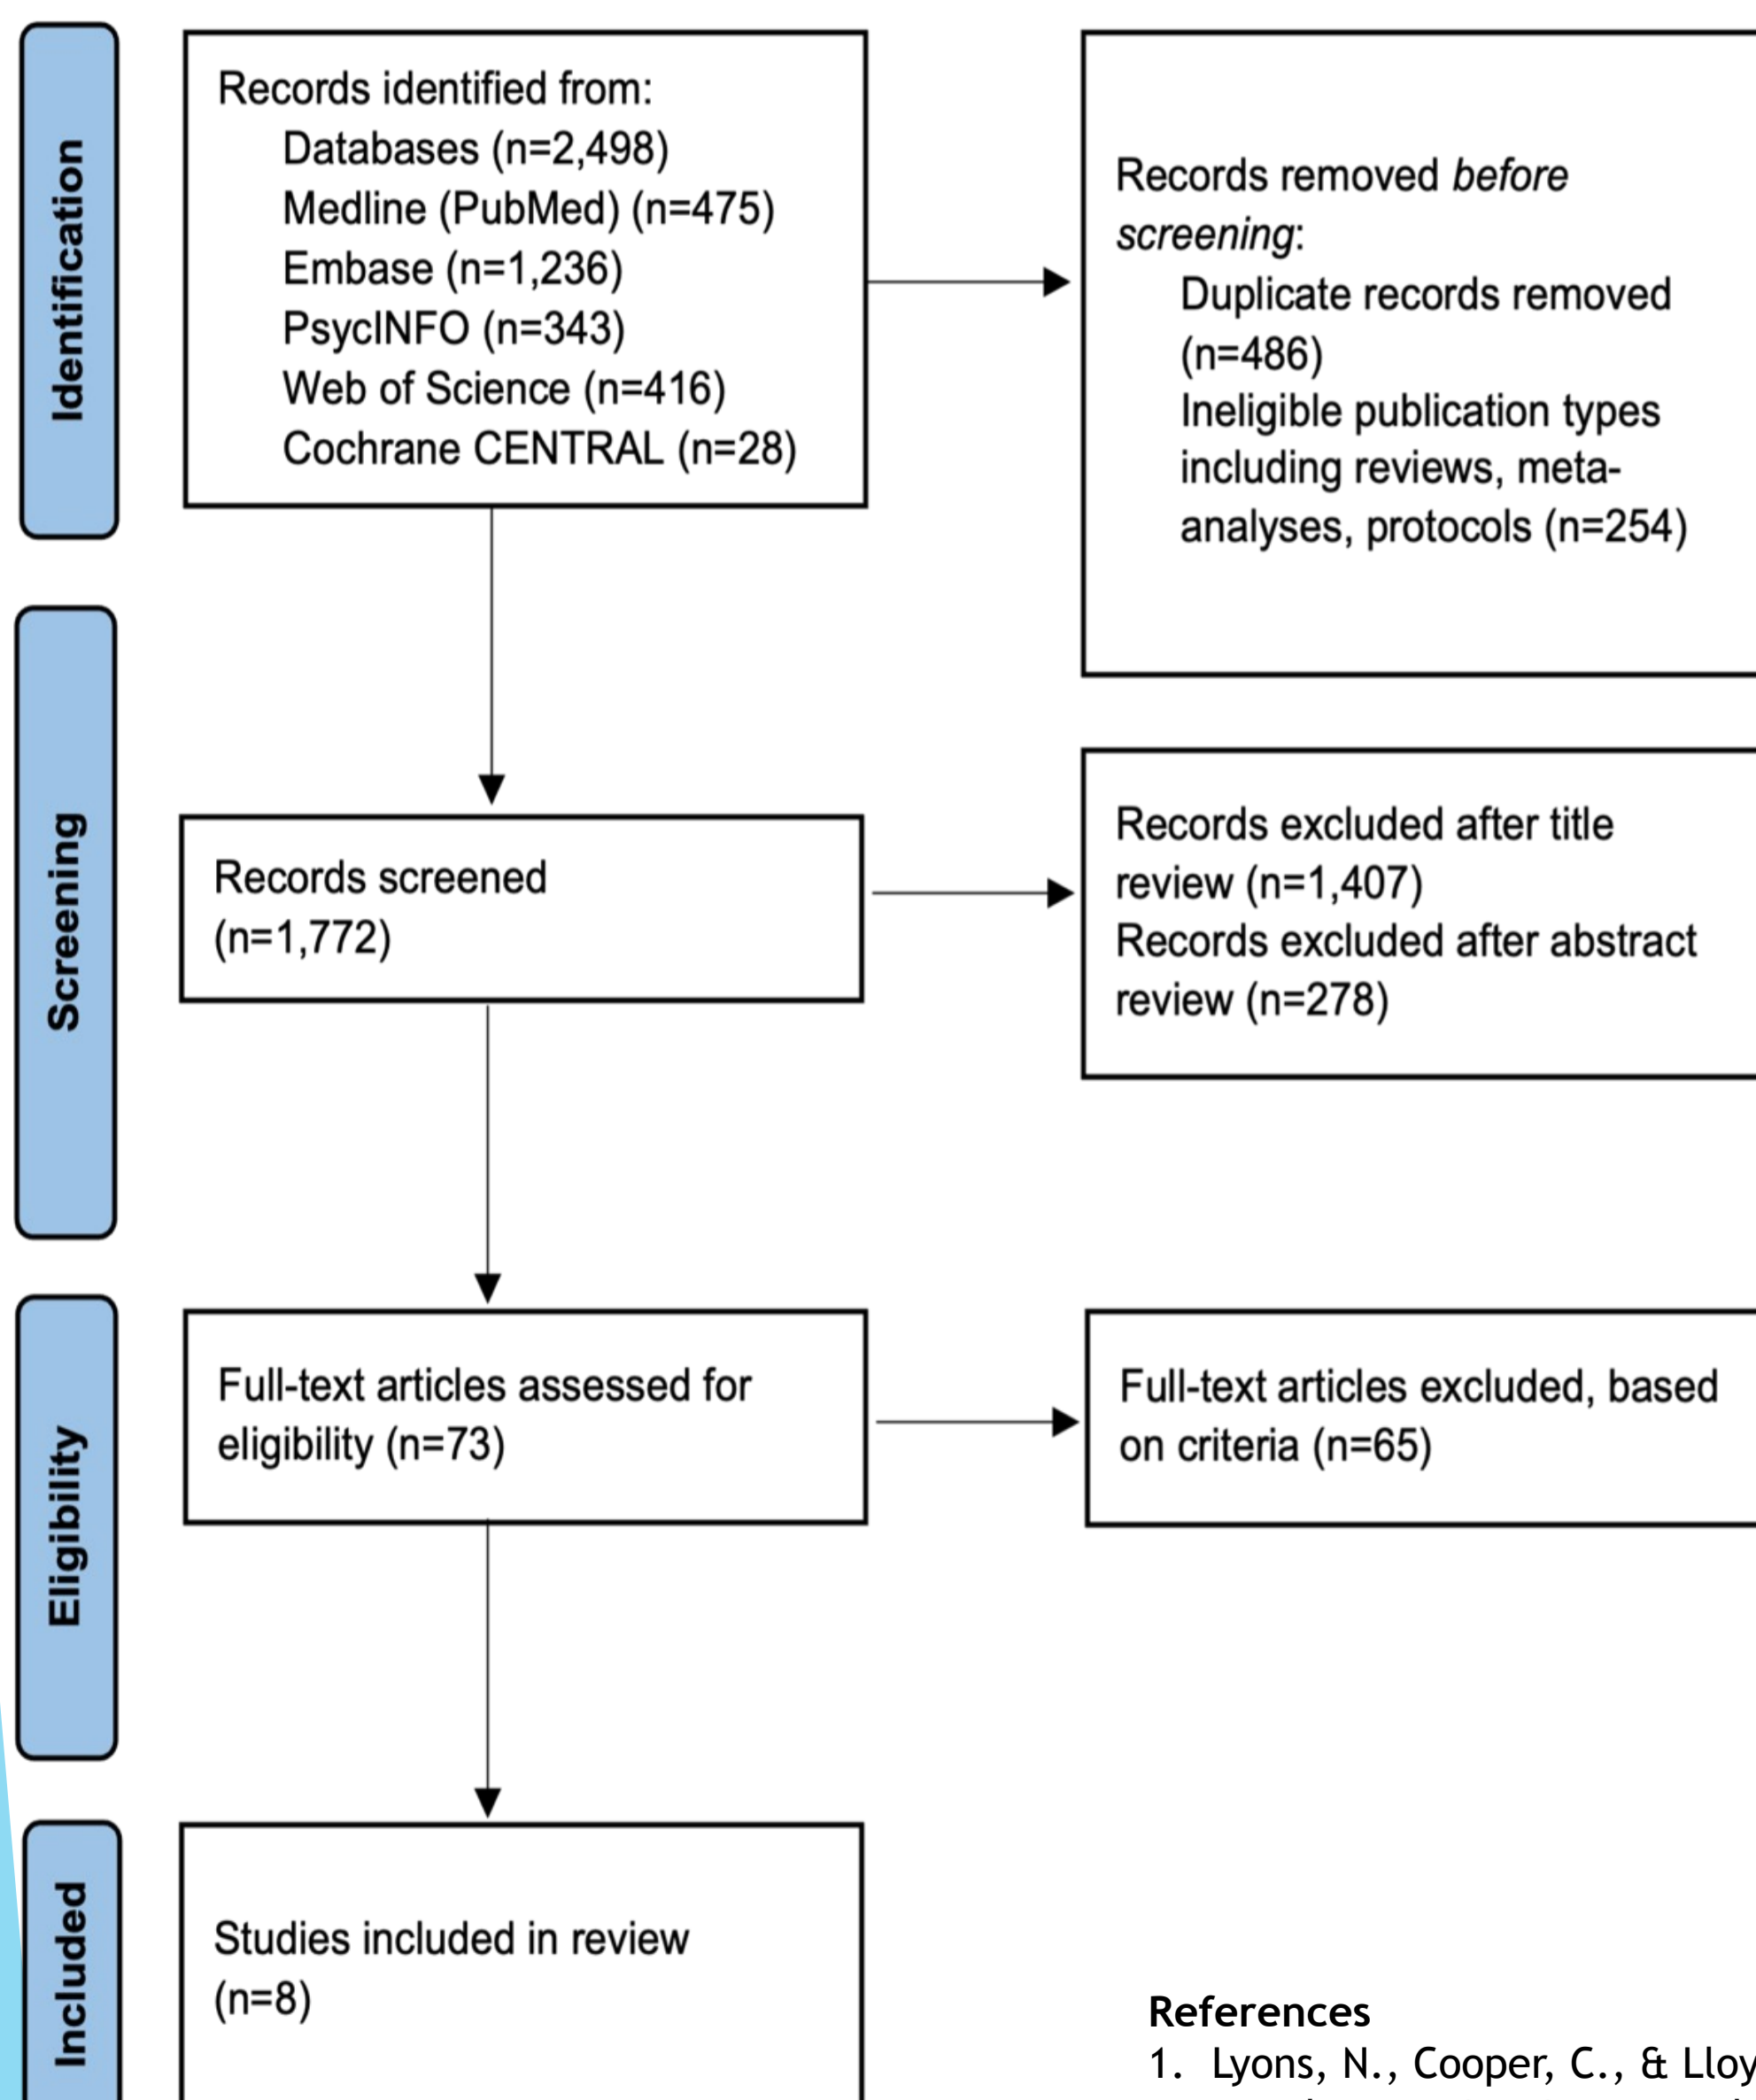 Identification
Records identified from:
Databases (n=2,498)
Medline (PubMed) (n=475)
Embase (n=1,236)
PsycINFO (n=343)
Web of Science (n=416)
Cochrane CENTRAL (n=28)
Records removed before
screening:
Duplicate records removed
(n=486)
Ineligible publication types
including reviews, meta-
analyses, protocols (n=254)
Screening
Records screened
(n=1,772)
Records excluded after title
review (n=1,407)
Records excluded after abstract
review (n=278)
Eligibility
Full-text articles assessed for
eligibility (n=73)
Full-text articles excluded, based
on criteria (n=65)
Included
Studies included in review
(n=8)
References
1. Lyons, N., Cooper, C., & Lloy